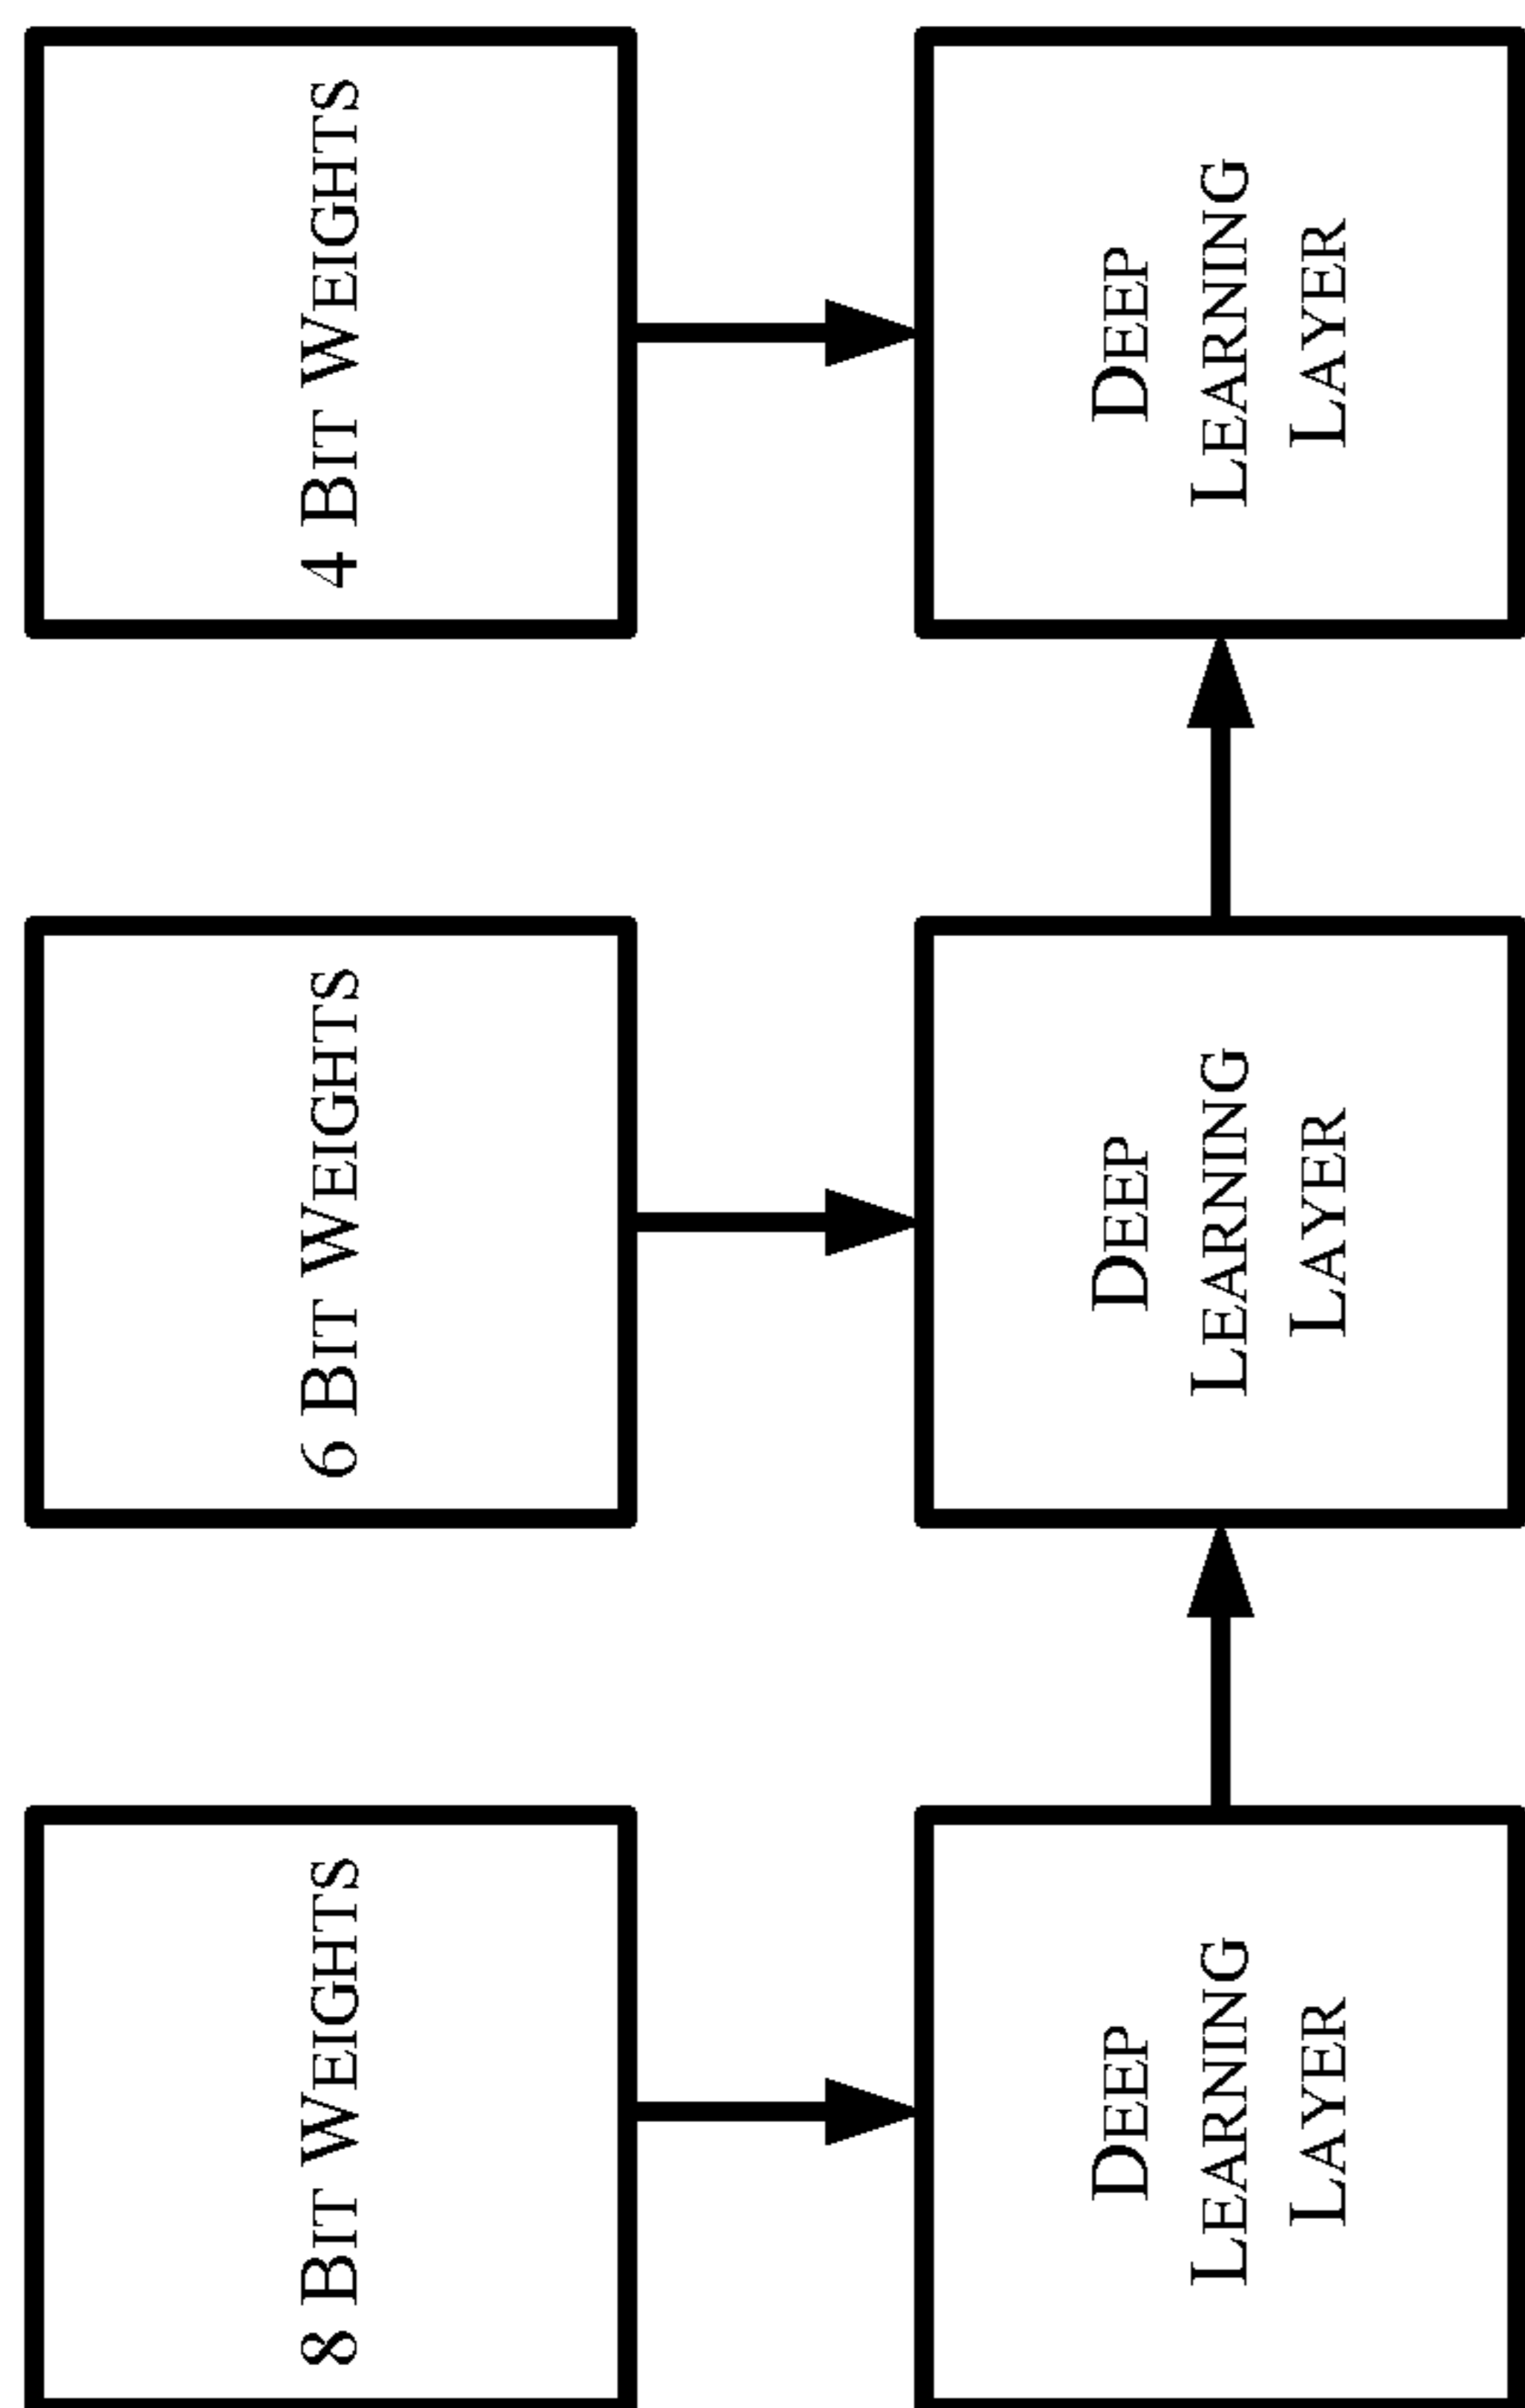 8 BIT WEIGHTS
6 BIT WEIGHTS
4 BIT WEIGHTS
DEEP
LEARNING
LAYER
DEEP
LEARNING
LAYER
DEEP
LEARNING
LAYER